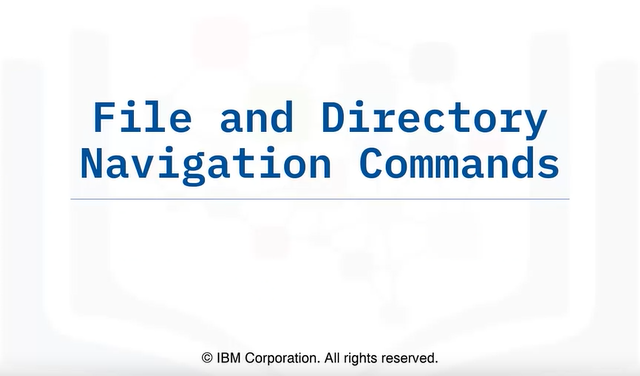 File and Directory
Navigation Commands
© IBM Corporation. All rights reserved.